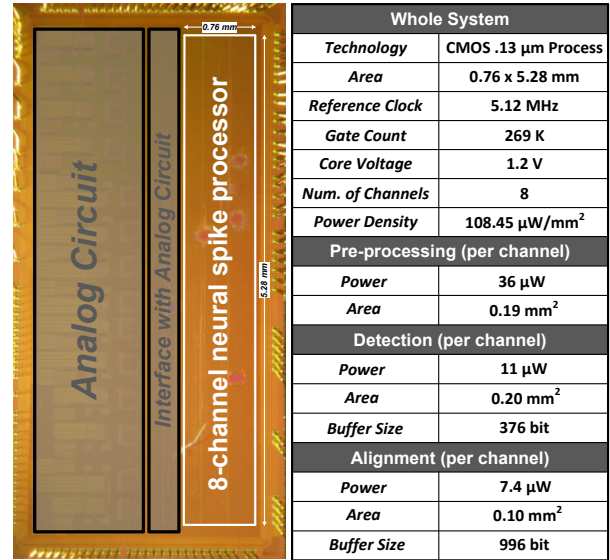 0.76 mm
Analog Circuit
Interface with Analog Circuit
8-channel neural spike processor
5.28 mm
Whole System
Technology CMOS .13 µm Process
Area 0.76 x 5.28 mm
Reference Clock 5.12 MHz
Gate Count 269 K
Core Voltage 1.2 V
Num. of Channels 8
Power Density 108.45 µW/mm²
Pre-processing (per channel)
Power 36 µW
Area 0.19 mm²
Detection (per channel)
Power 11 µW
Area 0.20 mm²
Buffer Size 376 bit
Alignment (per channel)
Power 7.4 µW
Area 0.10 mm²
Buffer Size 996 bit